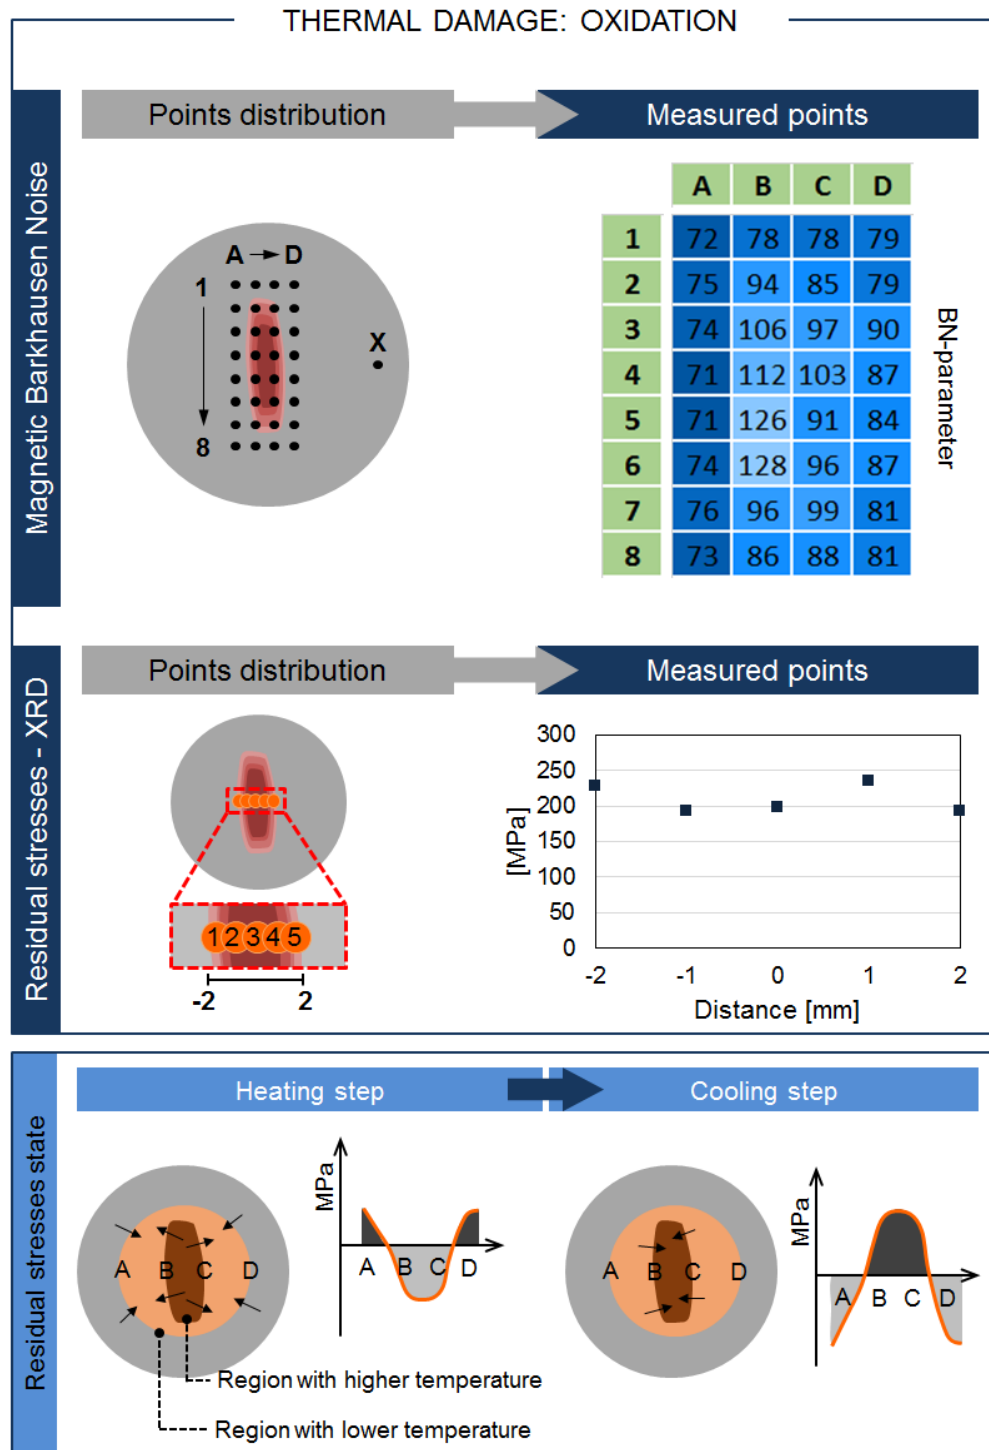 THERMAL DAMAGE: OXIDATION
Magnetic Barkhausen Noise
Points distribution
Measured points
A D
1
8
X
A B C D
1 72 78 78 79
2 75 94 85 79
3 74 106 97 90
4 71 112 103 87
5 71 126 91 84
6 74 128 96 87
7 76 96 99 81
8 73 86 88 81
BN-parameter
Residual stresses - XRD
Points distribution
Measured points
1 2 3 4 5
-2 2
[MPa]
300
250
200
150
100
50
0
-2 -1 0 1 2
Distance [mm]
Residual stresses state
Heating step
Cooling step
A B C D
MPa
A B C D
Region with higher temperature
Region with lower temperature
A B C D
MPa
A B C D